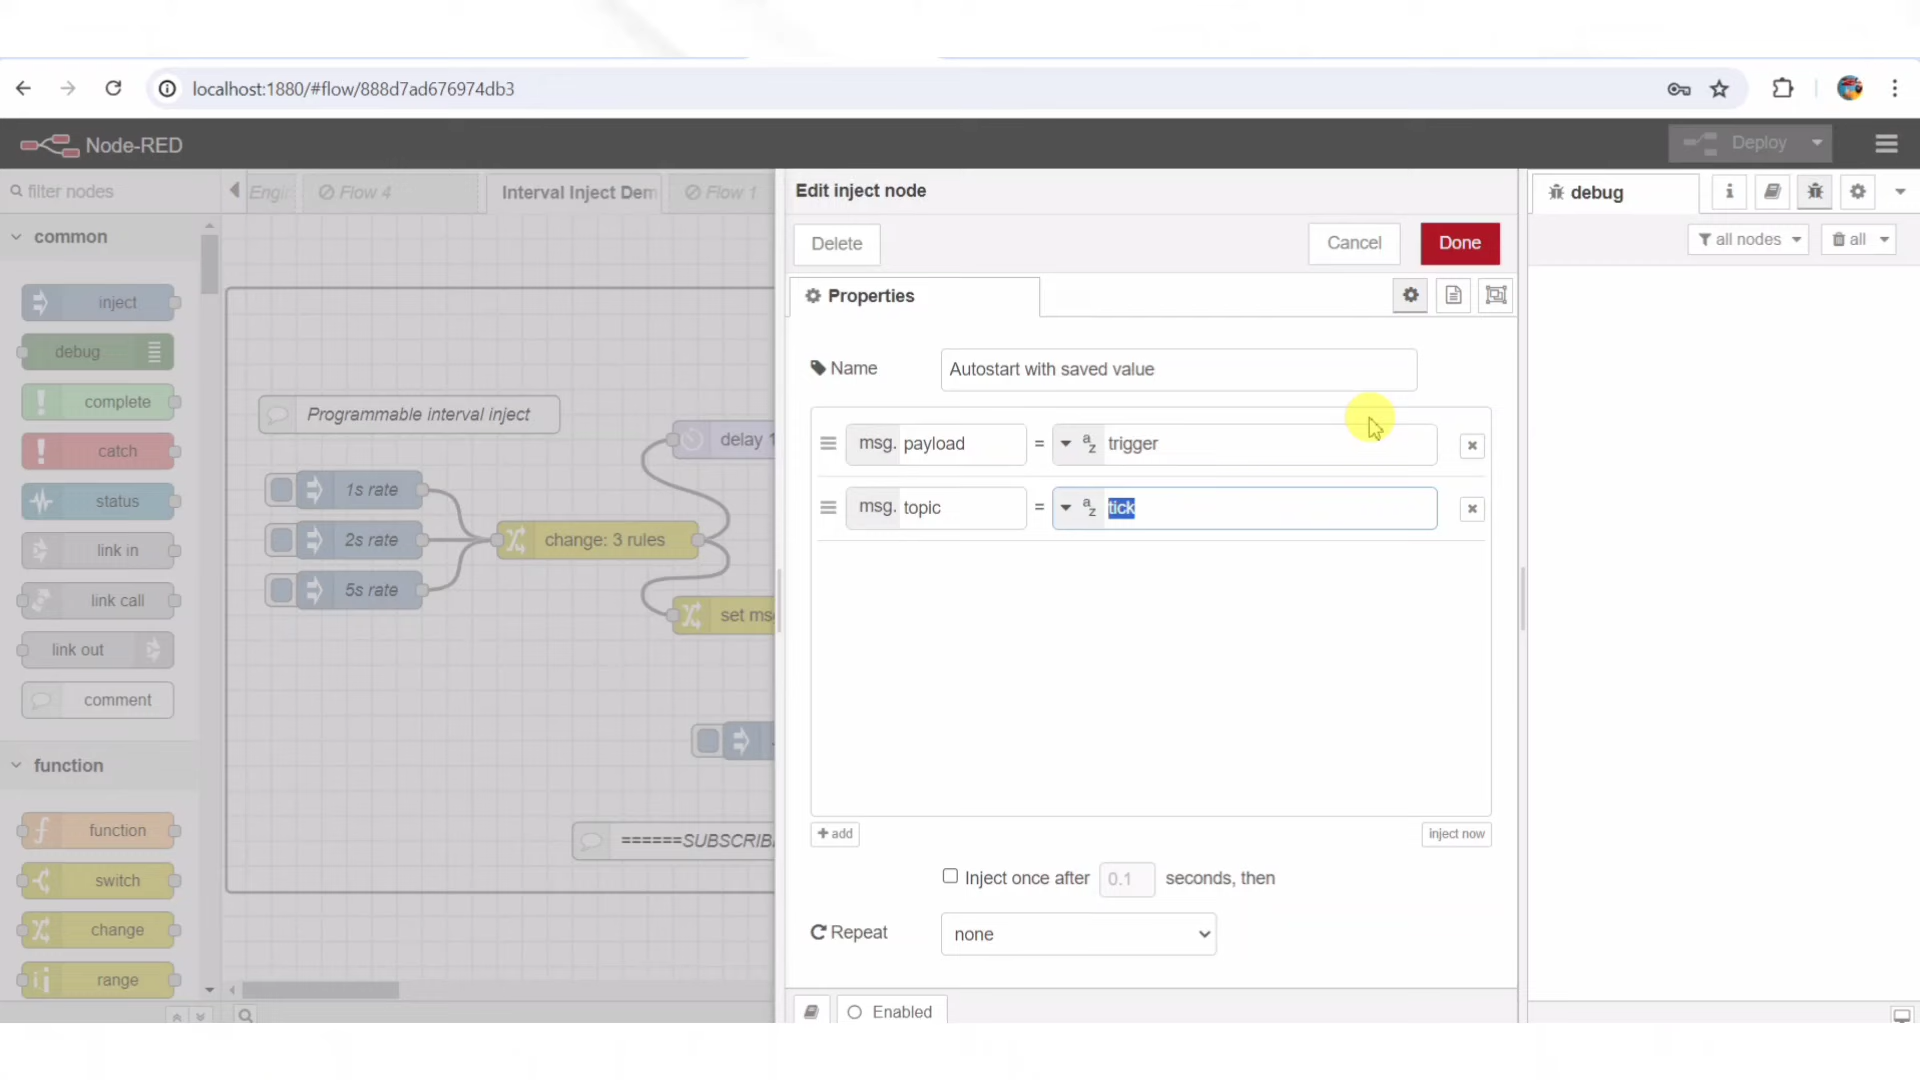 localhost:1880/#flow/888d7ad676974db3
Node-RED
Deploy
filter nodes
Engi
Flow 4
Interval Inject Dem
Flow 1
Edit inject node
debug
Delete
Cancel
Done
all nodes
all
common
inject
debug
complete
catch
status
link in
link call
link out
comment
function
function
switch
change
range
Programmable interval inject
delay 1
1s rate
2s rate
5s rate
change: 3 rules
set ms
======SUBSCRIB
Properties
Name
Autostart with saved value
msg. payload = trigger
msg. topic = tick
add
inject now
Inject once after 0.1 seconds, then
Repeat
none
Enabled